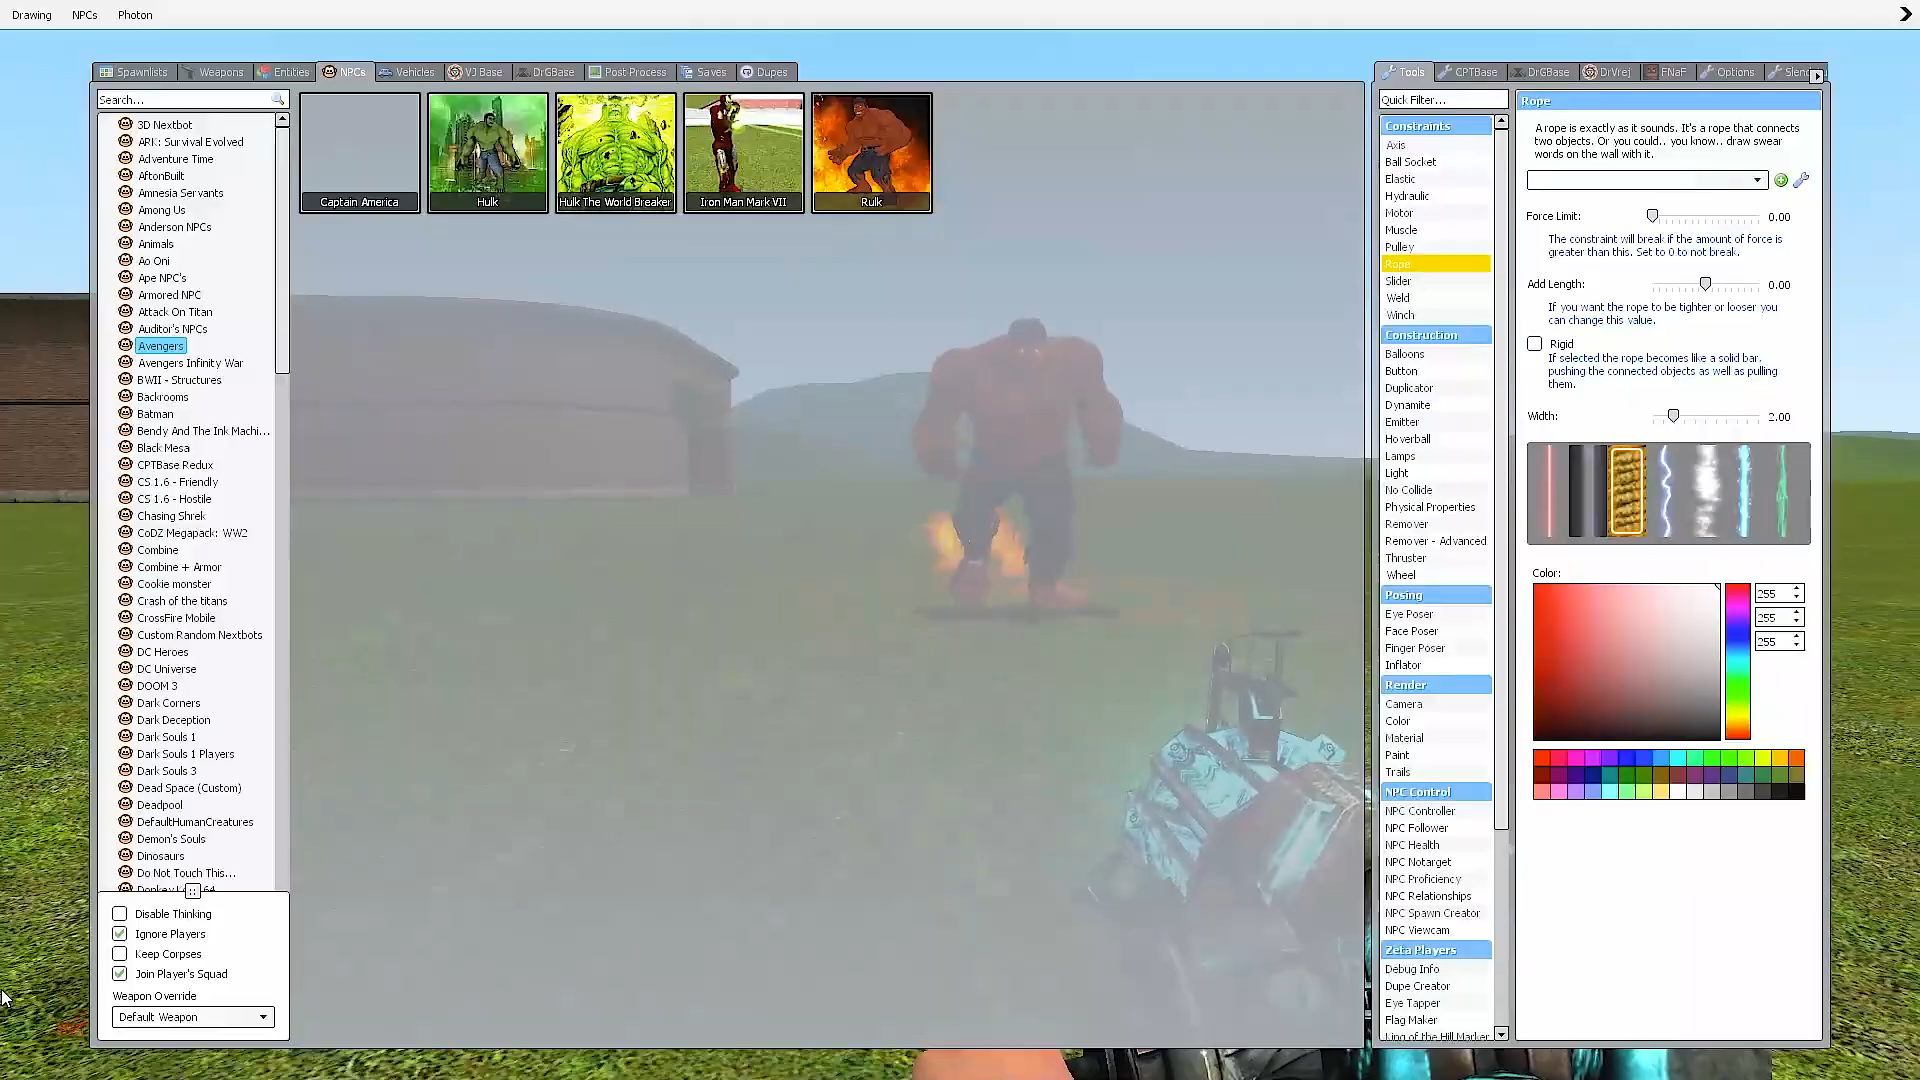 Drawing
NPCs
Photon
Spawnlists
Weapons
Entities
NPCs
Vehicles
VJ Base
DrGBase
Post Process
Saves
Dupes
Search...
3D Nextbot
ARK: Survival Evolved
Adventure Time
AftonBuilt
Amnesia Servants
Among Us
Anderson NPCs
Animals
Ao Oni
Ape NPC's
Armored NPC
Attack On Titan
Auditor's NPCs
Avengers
Avengers Infinity War
BWII - Structures
Backrooms
Batman
Bendy And The Ink Machi...
Black Mesa
CPTBase Redux
CS 1.6 - Friendly
CS 1.6 - Hostile
Chasing Shrek
CoDZ Megapack: WW2
Combine
Combine + Armor
Cookie monster
Crash of the titans
CrossFire Mobile
Custom Random Nextbots
DC Heroes
DC Universe
DOOM 3
Dark Corners
Dark Deception
Dark Souls 1
Dark Souls 1 Players
Dark Souls 3
Dead Space (Custom)
Deadpool
DefaultHumanCreatures
Demon's Souls
Dinosaurs
Do Not Touch This...
Disable Thinking
Ignore Players
Keep Corpses
Join Player's Squad
Weapon Override
Default Weapon
Captain America
Hulk
Hulk The World Breaker
Iron Man Mark VII
Rulk
Tools
CPTBase
DrGBase
DrVrej
FNaF
Options
Quick Filter...
Constraints
Axis
Ball Socket
Elastic
Hydraulic
Motor
Muscle
Pulley
Rope
Slider
Weld
Winch
Construction
Balloons
Button
Duplicator
Dynamite
Emitter
Hoverball
Lamps
Light
No Collide
Physical Properties
Remover
Remover - Advanced
Thruster
Wheel
Posing
Eye Poser
Face Poser
Finger Poser
Inflator
Render
Camera
Color
Material
Paint
Trails
NPC Control
NPC Controller
NPC Follower
NPC Health
NPC Notarget
NPC Proficiency
NPC Relationships
NPC Spawn Creator
NPC Viewcam
Zeta Players
Debug Info
Dupe Creator
Eye Tapper
Flag Maker
King of the Hill Marker
Rope
A rope is exactly as it sounds. It's a rope that connects
two objects. Or you could.. you know.. draw swear
words on the wall with it.
Force Limit: 0.00
The constraint will break if the amount of force is
greater than this. Set to 0 to not break.
Add Length: 0.00
If you want the rope to be tighter or looser you
can change this value.
Rigid
If selected the rope becomes like a solid bar,
pushing the connected objects as well as pulling
them.
Width: 2.00
Color:
255
255
255